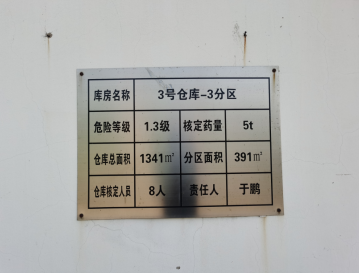 库房名称 3号仓库-3分区
危险等级 1.3级 核定药量 5t
仓库总面积 1341㎡ 分区面积 391㎡
仓库核定人员 8人 责任人 于鹏